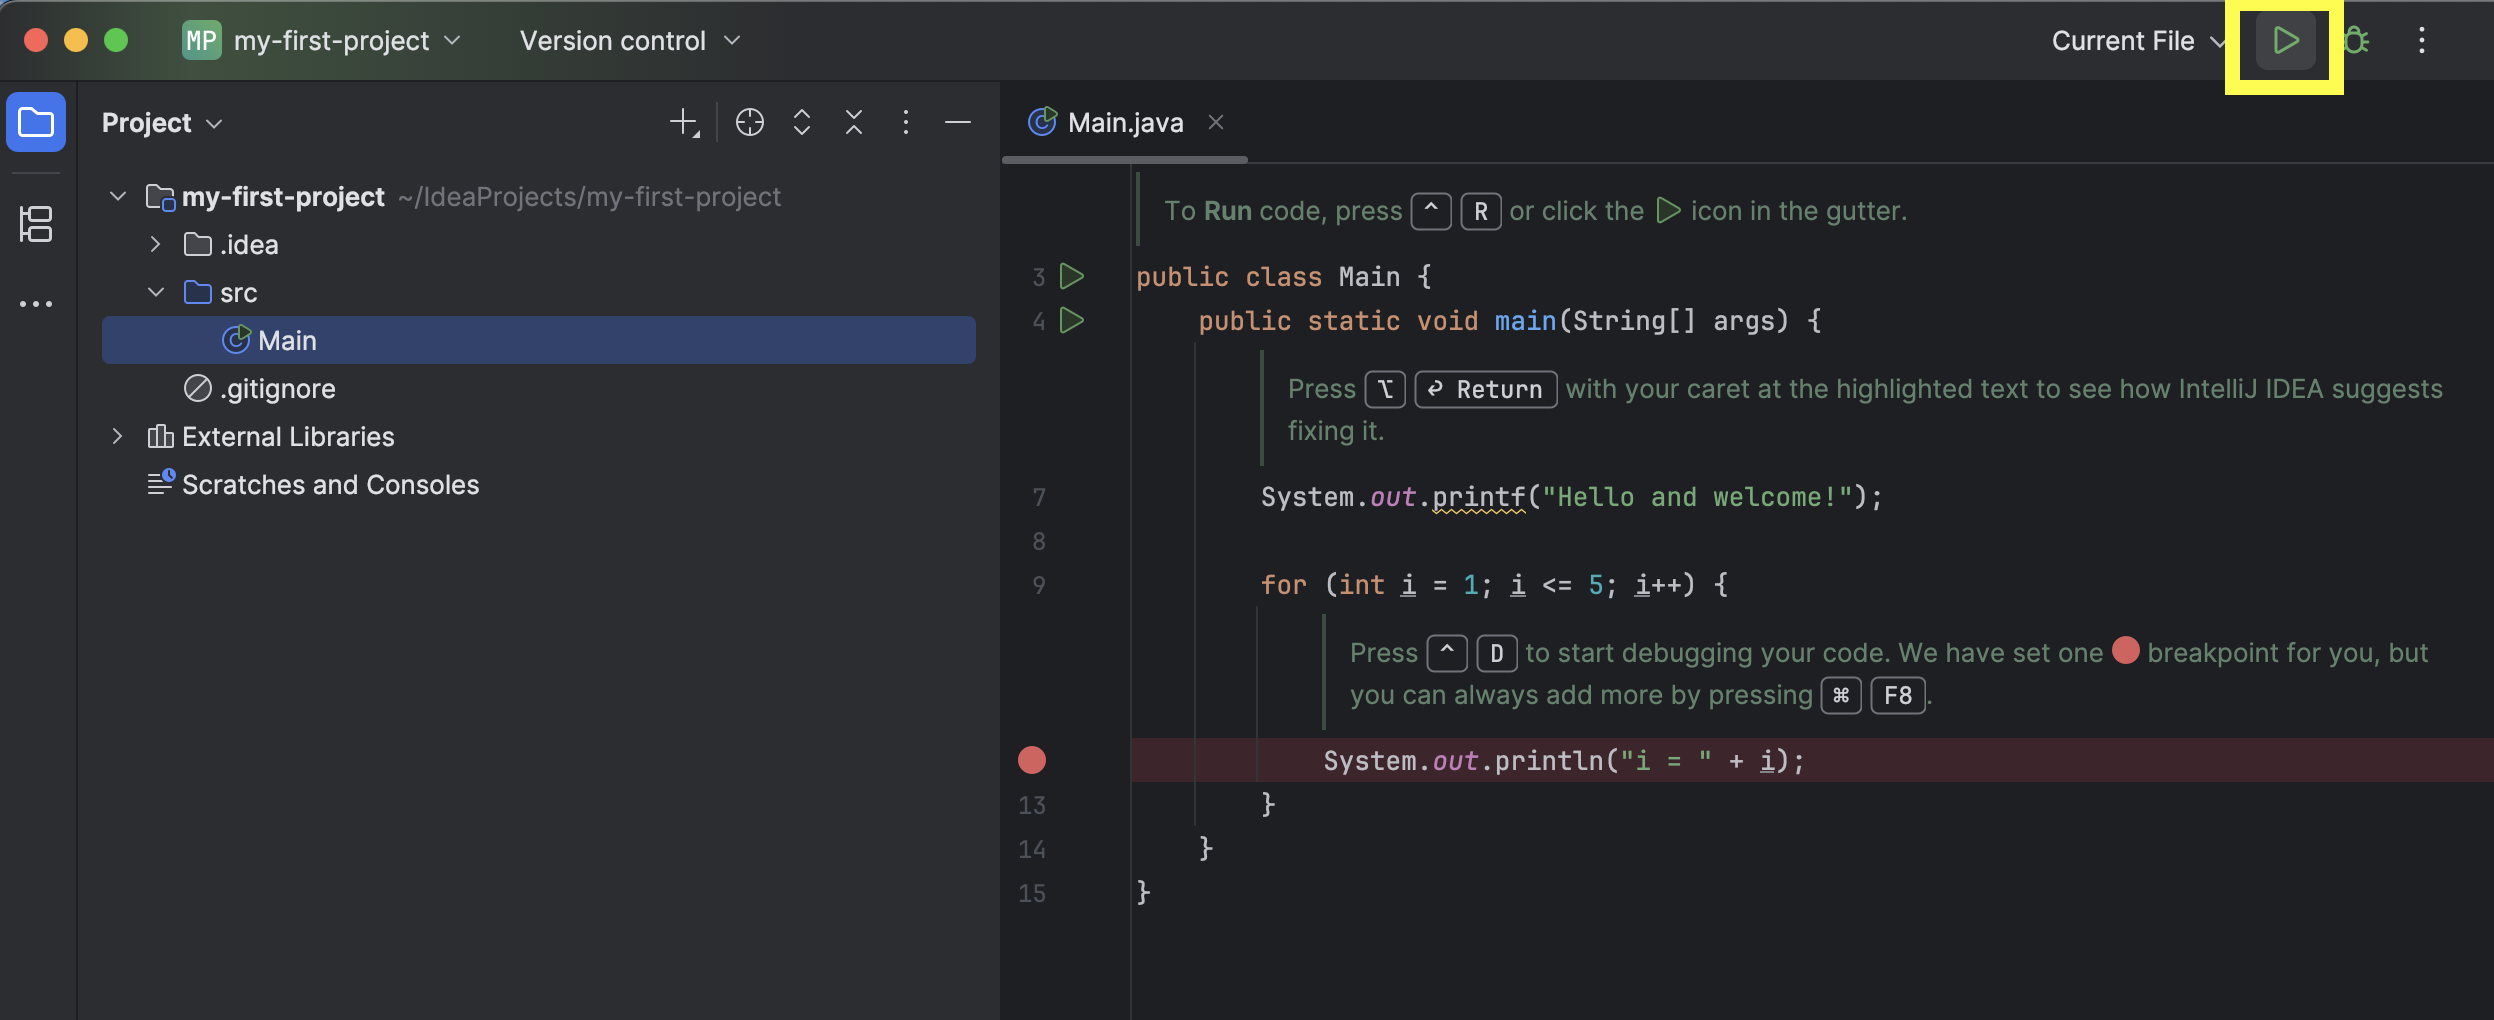 MP my-first-project Version control Current File
Project
Main.java
my-first-project ~/IdeaProjects/my-first-project
.idea
src
Main
.gitignore
External Libraries
Scratches and Consoles
To Run code, press ^ R or click the icon in the gutter.
3 public class Main {
4 public static void main(String[] args) {
Press ⌥ ⏎ Return with your caret at the highlighted text to see how IntelliJ IDEA suggests
fixing it.
7 System.out.printf("Hello and welcome!");
8
9 for (int i = 1; i <= 5; i++) {
Press ^ D to start debugging your code. We have set one breakpoint for you, but
you can always add more by pressing ⌘ F8.
System.out.println("i = " + i);
13 }
14 }
15 }